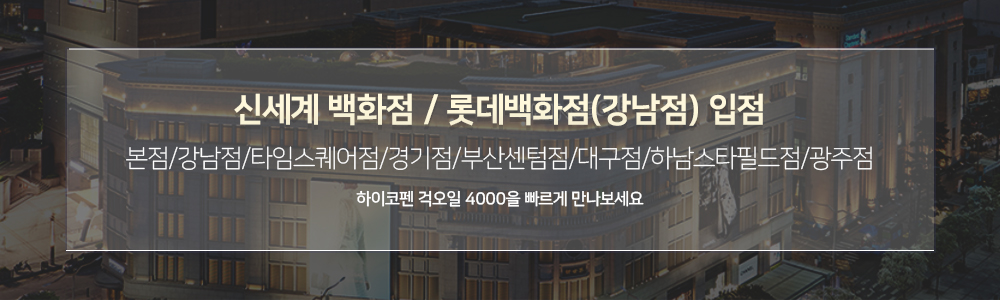 신세계 백화점 / 롯데백화점(강남점) 입점
본점/강남점/타임스퀘어점/경기점/부산센텀점/대구점/하남스타필드점/광주점
하이코펜 걱오일 4000을 빠르게 만나보세요